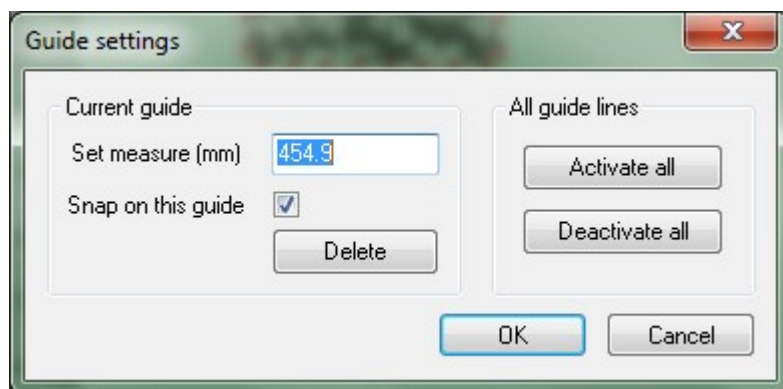 Guide settings
Current guide
Set measure (mm) 454.9
Snap on this guide
Delete
All guide lines
Activate all
Deactivate all
OK Cancel